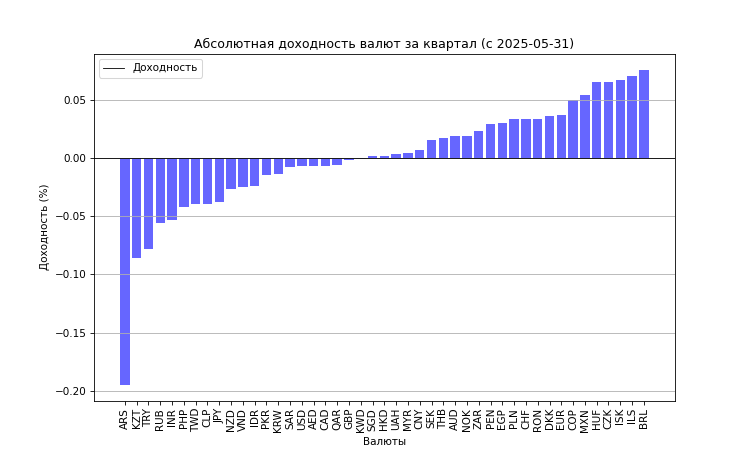 Абсолютная доходность валют за квартал (с 2025-05-31)
Доходность
Доходность (%)
0.05
0.00
−0.05
−0.10
−0.15
−0.20
ARS KZT TRY RUB INR PHP TWD CLP JPY NZD VND IDR PKR KRW SAR USD AED CAD QAR GBP KWD SGD HKD UAH MYR CNY SEK THB AUD NOK ZAR PEN EGP PLN CHF RON DKK EUR COP MXN HUF CZK ISK ILS BRL
Валюты